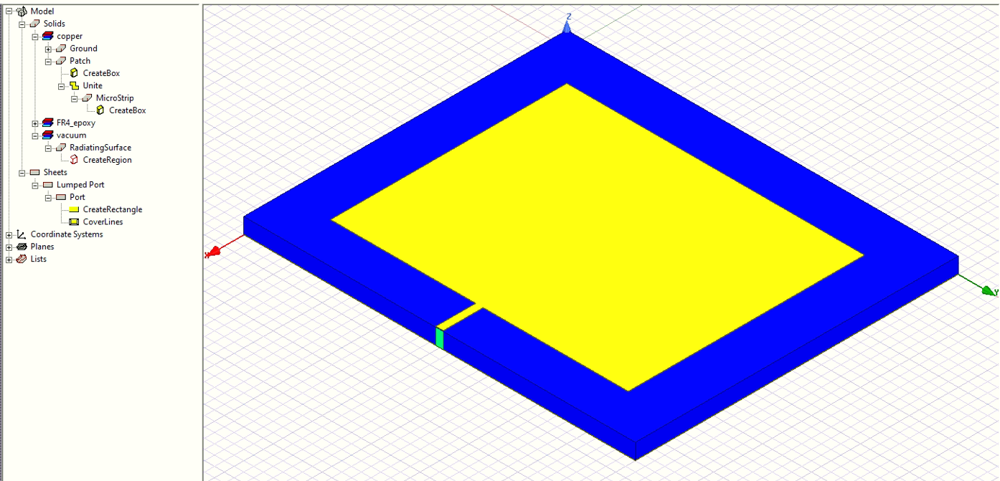 Model
Solids
copper
Ground
Patch
CreateBox
Unite
MicroStrip
CreateBox
FR4_epoxy
vacuum
RadiatingSurface
CreateRegion
Sheets
Lumped Port
Port
CreateRectangle
CoverLines
Coordinate Systems
Planes
Lists
Z
X
Y